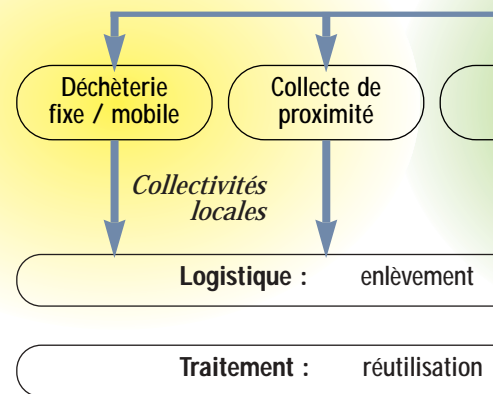 Déchèterie
fixe / mobile
Collecte de
proximité
Collectivités
locales
Logistique : enlèvement
Traitement : réutilisation